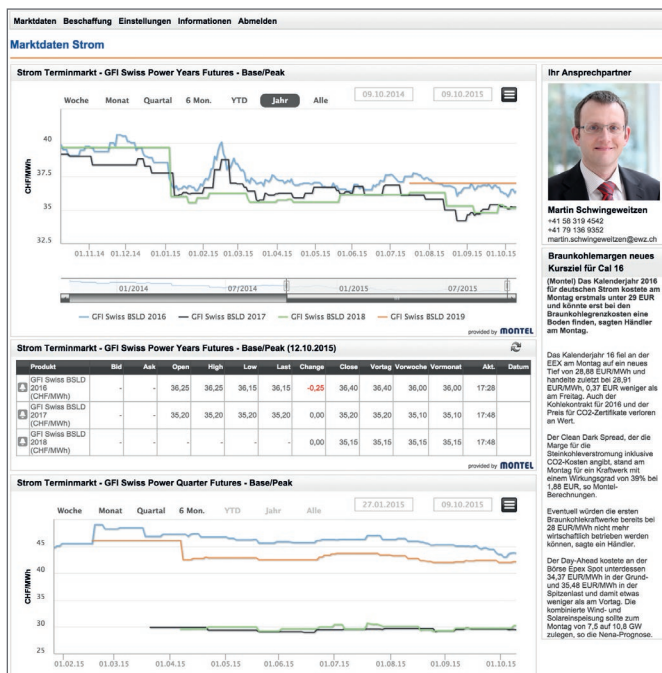 Marktdaten Beschaffung Einstellungen Informationen Abmelden
Marktdaten Strom
Strom Terminmarkt - GFI Swiss Power Years Futures - Base/Peak
Woche Monat Quartal 6 Mon. YTD Jahr Alle 09.10.2014 09.10.2015
CHF/MWh
40
37.5
35
32.5
01.11.14 01.12.14 01.01.15 01.02.15 01.03.15 01.04.15 01.05.15 01.06.15 01.07.15 01.08.15 01.09.15 01.10.15
01/2014 07/2014 01/2015 07/2015
GFI Swiss BSLD 2016 GFI Swiss BSLD 2017 GFI Swiss BSLD 2018 GFI Swiss BSLD 2019
provided by MONTEL
Strom Terminmarkt - GFI Swiss Power Years Futures - Base/Peak (12.10.2015)
Produkt Bid Ask Open High Low Last Change Close Vortag Vorwoche Vormonat Akt. Datum
GFI Swiss BSLD
2016
(CHF/MWh)
- - 36,25 36,25 36,15 36,15 -0,25 36,40 36,40 36,00 36,00 17:28
GFI Swiss BSLD
2017
(CHF/MWh)
- - 35,20 35,20 35,20 35,20 0,00 35,20 35,20 35,10 35,10 17:48
GFI Swiss BSLD
2018
(CHF/MWh)
- - - - - - 0,00 35,15 35,15 35,15 35,15 17:48
provided by MONTEL
Strom Terminmarkt - GFI Swiss Power Quarter Futures - Base/Peak
Woche Monat Quartal 6 Mon. YTD Jahr Alle 27.01.2015 09.10.2015
CHF/MWh
45
40
35
30
25
01.02.15 01.03.15 01.04.15 01.05.15 01.06.15 01.07.15 01.08.15 01.09.15 01.10.15
Ihr Ansprechpartner
Martin Schwingeweitzen
+41 58 319 4542
+41 79 136 9352
martin.schwingeweitzen@ewz.ch
Braunkohlemargen neues
Kursziel für Cal 16
(Montel) Das Kalenderjahr 2016
für deutschen Strom kostete am
Montag erstmals unter 29 EUR
und könnte erst bei den
Braunkohlegrenzkosten eine
Boden finden, sagten Händler
am Montag.
Das Kalenderjahr 16 fiel an der
EEX am Montag auf ein neues
Tief von 28,88 EUR/MWh und
handelte zuletzt bei 28,91
EUR/MWh, 0,37 EUR weniger als
am Freitag. Auch der
Kohlekontrakt für 2016 und der
Preis für CO2-Zertifikate verloren
an Wert.
Der Clean Dark Spread, der die
Marge für die
Steinkohleverstromung inklusive
CO2-Kosten angibt, stand am
Montag für ein Kraftwerk mit
einem Wirkungsgrad von 39% bei
1,88 EUR, so Montel-
Berechnungen.
Eventuell würden die ersten
Braunkohlekraftwerke bereits bei
28 EUR/MWh nicht mehr
wirtschaftlich betrieben werden
können, sagte ein Händler.
Der Day-Ahead kostete an der
Börse Epex Spot unterdessen
34,37 EUR/MWh in der Grund-
und 35,48 EUR/MWh in der
Spitzenlast und damit etwas
weniger als am Vortag. Die
kombinierte Wind- und
Solareinspeisung sollte zum
Montag von 7,5 auf 10,8 GW
zulegen, so die Nena-Prognose.